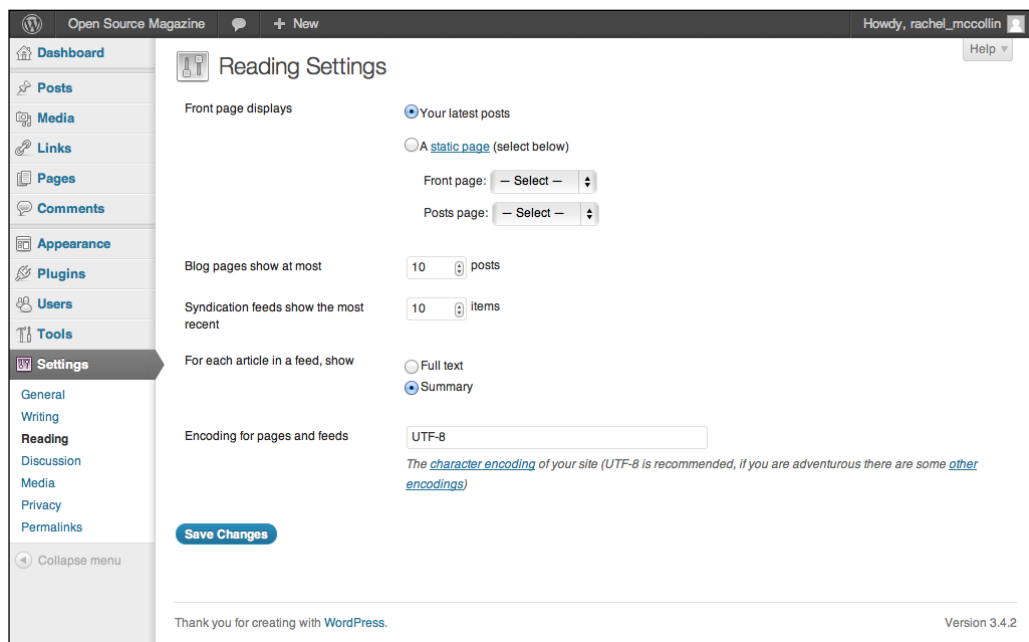 Open Source Magazine
+ New
Howdy, rachel_mccollin
Help
Dashboard
Posts
Media
Links
Pages
Comments
Appearance
Plugins
Users
Tools
Settings
General
Writing
Reading
Discussion
Media
Privacy
Permalinks
Collapse menu
Reading Settings
Front page displays
Your latest posts
A static page (select below)
Front page: — Select —
Posts page: — Select —
Blog pages show at most
10 posts
Syndication feeds show the most
recent
10 items
For each article in a feed, show
Full text
Summary
Encoding for pages and feeds
UTF-8
The character encoding of your site (UTF-8 is recommended, if you are adventurous there are some other
encodings)
Save Changes
Thank you for creating with WordPress.
Version 3.4.2